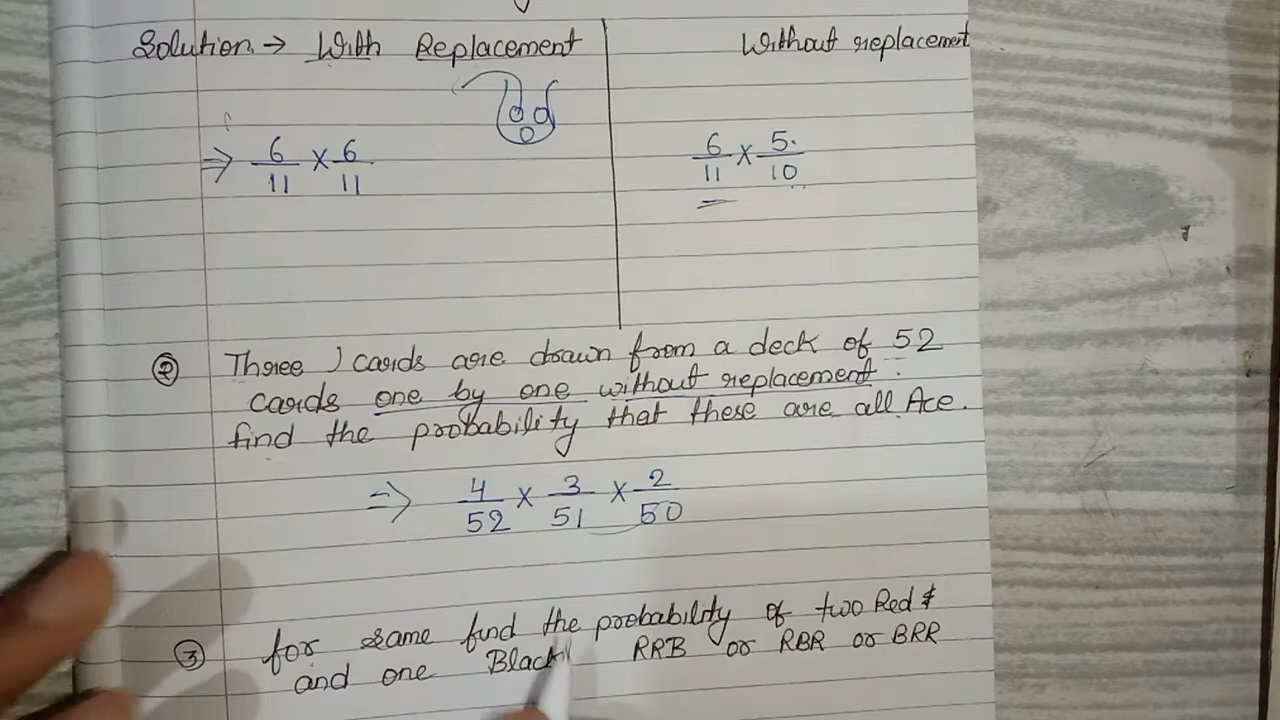 Solution → With Replacement
Without replacement
⇒ 6/11 × 6/11
6/11 × 5/10
② Three cards are drawn from a deck of 52
cards one by one without replacement.
find the probability that these are all Ace.
⇒ 4/52 × 3/51 × 2/50
③ for same find the probability of two Red &
and one Black RRB or RBR or BRR